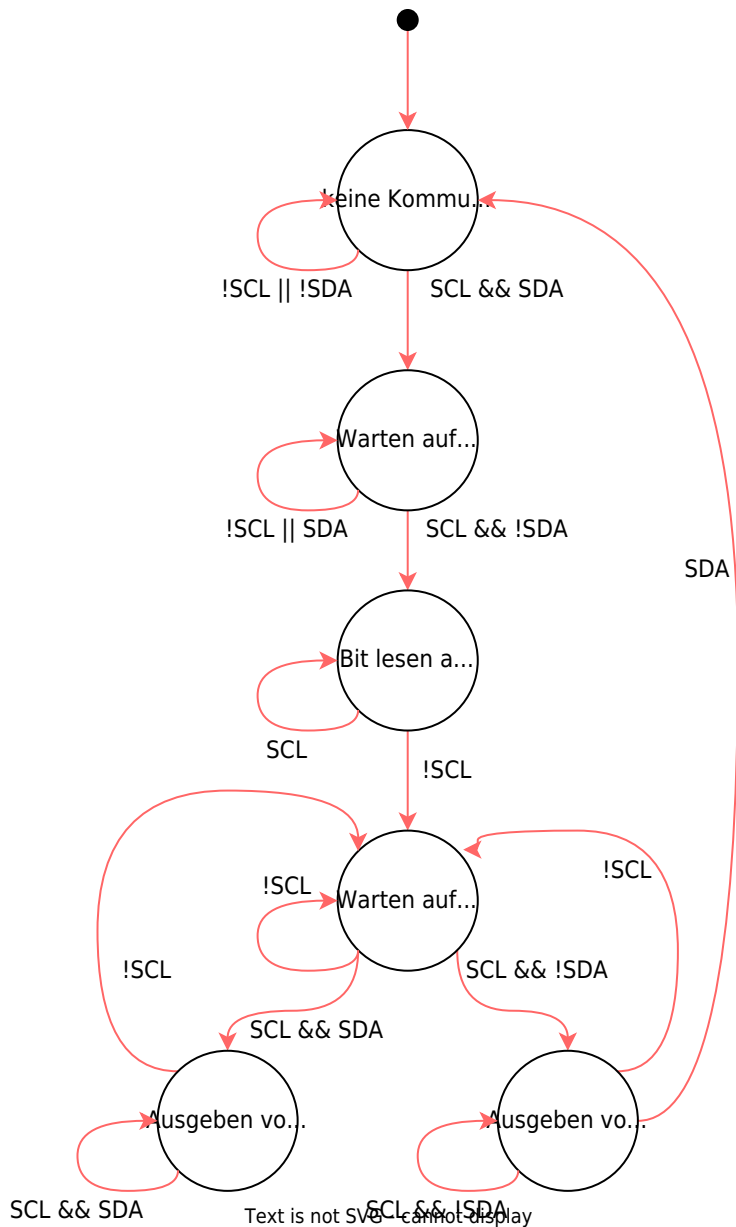 keine Kommu...
!SCL || !SDA
SCL && SDA
Warten auf...
!SCL || SDA
SCL && !SDA
SDA
Bit lesen a...
SCL
!SCL
!SCL
!SCL
Warten auf...
!SCL
SCL && !SDA
SCL && SDA
Ausgeben vo...
Ausgeben vo...
SCL && SDA
SCL && !SDA
Text is not SVG - cannot display